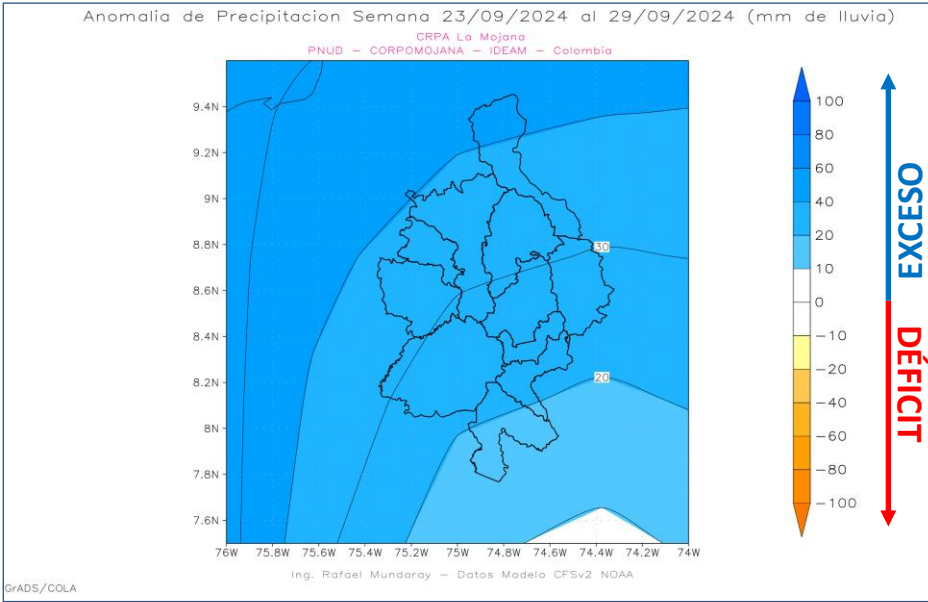 Anomalia de Precipitacion Semana 23/09/2024 al 29/09/2024 (mm de lluvia)
CRPA La Mojana
PNUD – CORPOMOJANA – IDEAM – Colombia
9.4N
9.2N
9N
8.8N
8.6N
8.4N
8.2N
8N
7.8N
7.6N
30
20
76W 75.8W 75.6W 75.4W 75.2W 75W 74.8W 74.6W 74.4W 74.2W 74W
100
80
60
40
20
10
0
−10
−20
−40
−60
−80
−100
EXCESO
DÉFICIT
Ing. Rafael Mundaray – Datos Modelo CFSv2 NOAA
GrADS/COLA